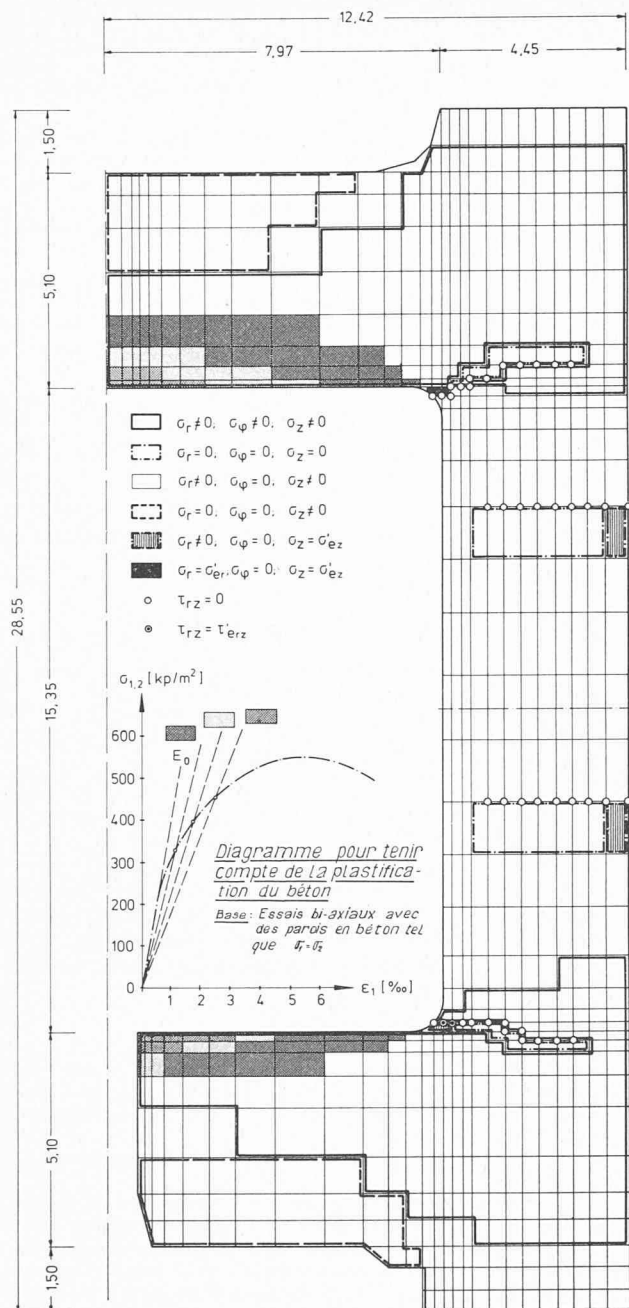 12,42
7,97
4,45
1,50
5,10
28,55
15,35
5,10
1,50
σr ≠ 0; σφ ≠ 0; σz ≠ 0
σr = 0; σφ = 0; σz = 0
σr ≠ 0; σφ = 0; σz ≠ 0
σr = 0; σφ = 0; σz ≠ 0
σr ≠ 0; σφ = 0; σz = σ'ez
σr = σ'er, σφ = 0; σz = σ'ez
τrz = 0
τrz = τ'erz
σ1,2 [kp/m²]
E0
600
500
400
300
200
100
0
1 2 3 4 5 6
ε1 [‰]
Diagramme pour tenir
compte de la plastifica-
tion du béton
Base: Essais bi-axiaux avec
des parois en béton tel
que σ1=σ2